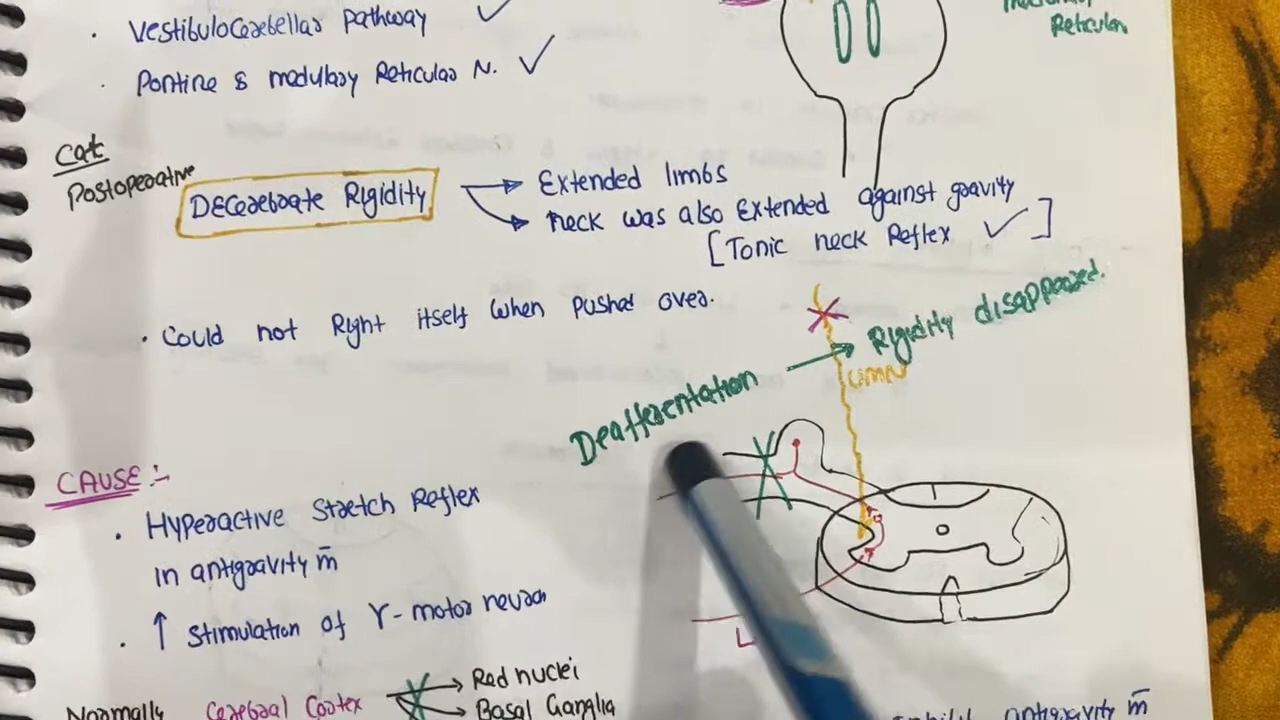 . Vestibulocerebellar pathway ✓
Reticular
. Pontine & medullary Reticular N. ✓
Cat
Postoperative
DECerebrate Rigidity
Extended limbs
neck was also Extended against gravity
[Tonic neck Reflex ✓]
. Could not Right itself when pushed over.
Deafferentation → Rigidity disappeared.
UMN
CAUSE :-
. Hyperactive Stretch Reflex
in antigravity m̄
. ↑ Stimulation of γ-motor neuron
Red nuclei
Normally Cerebral Cortex
Basal Ganglia
antigravity m̄